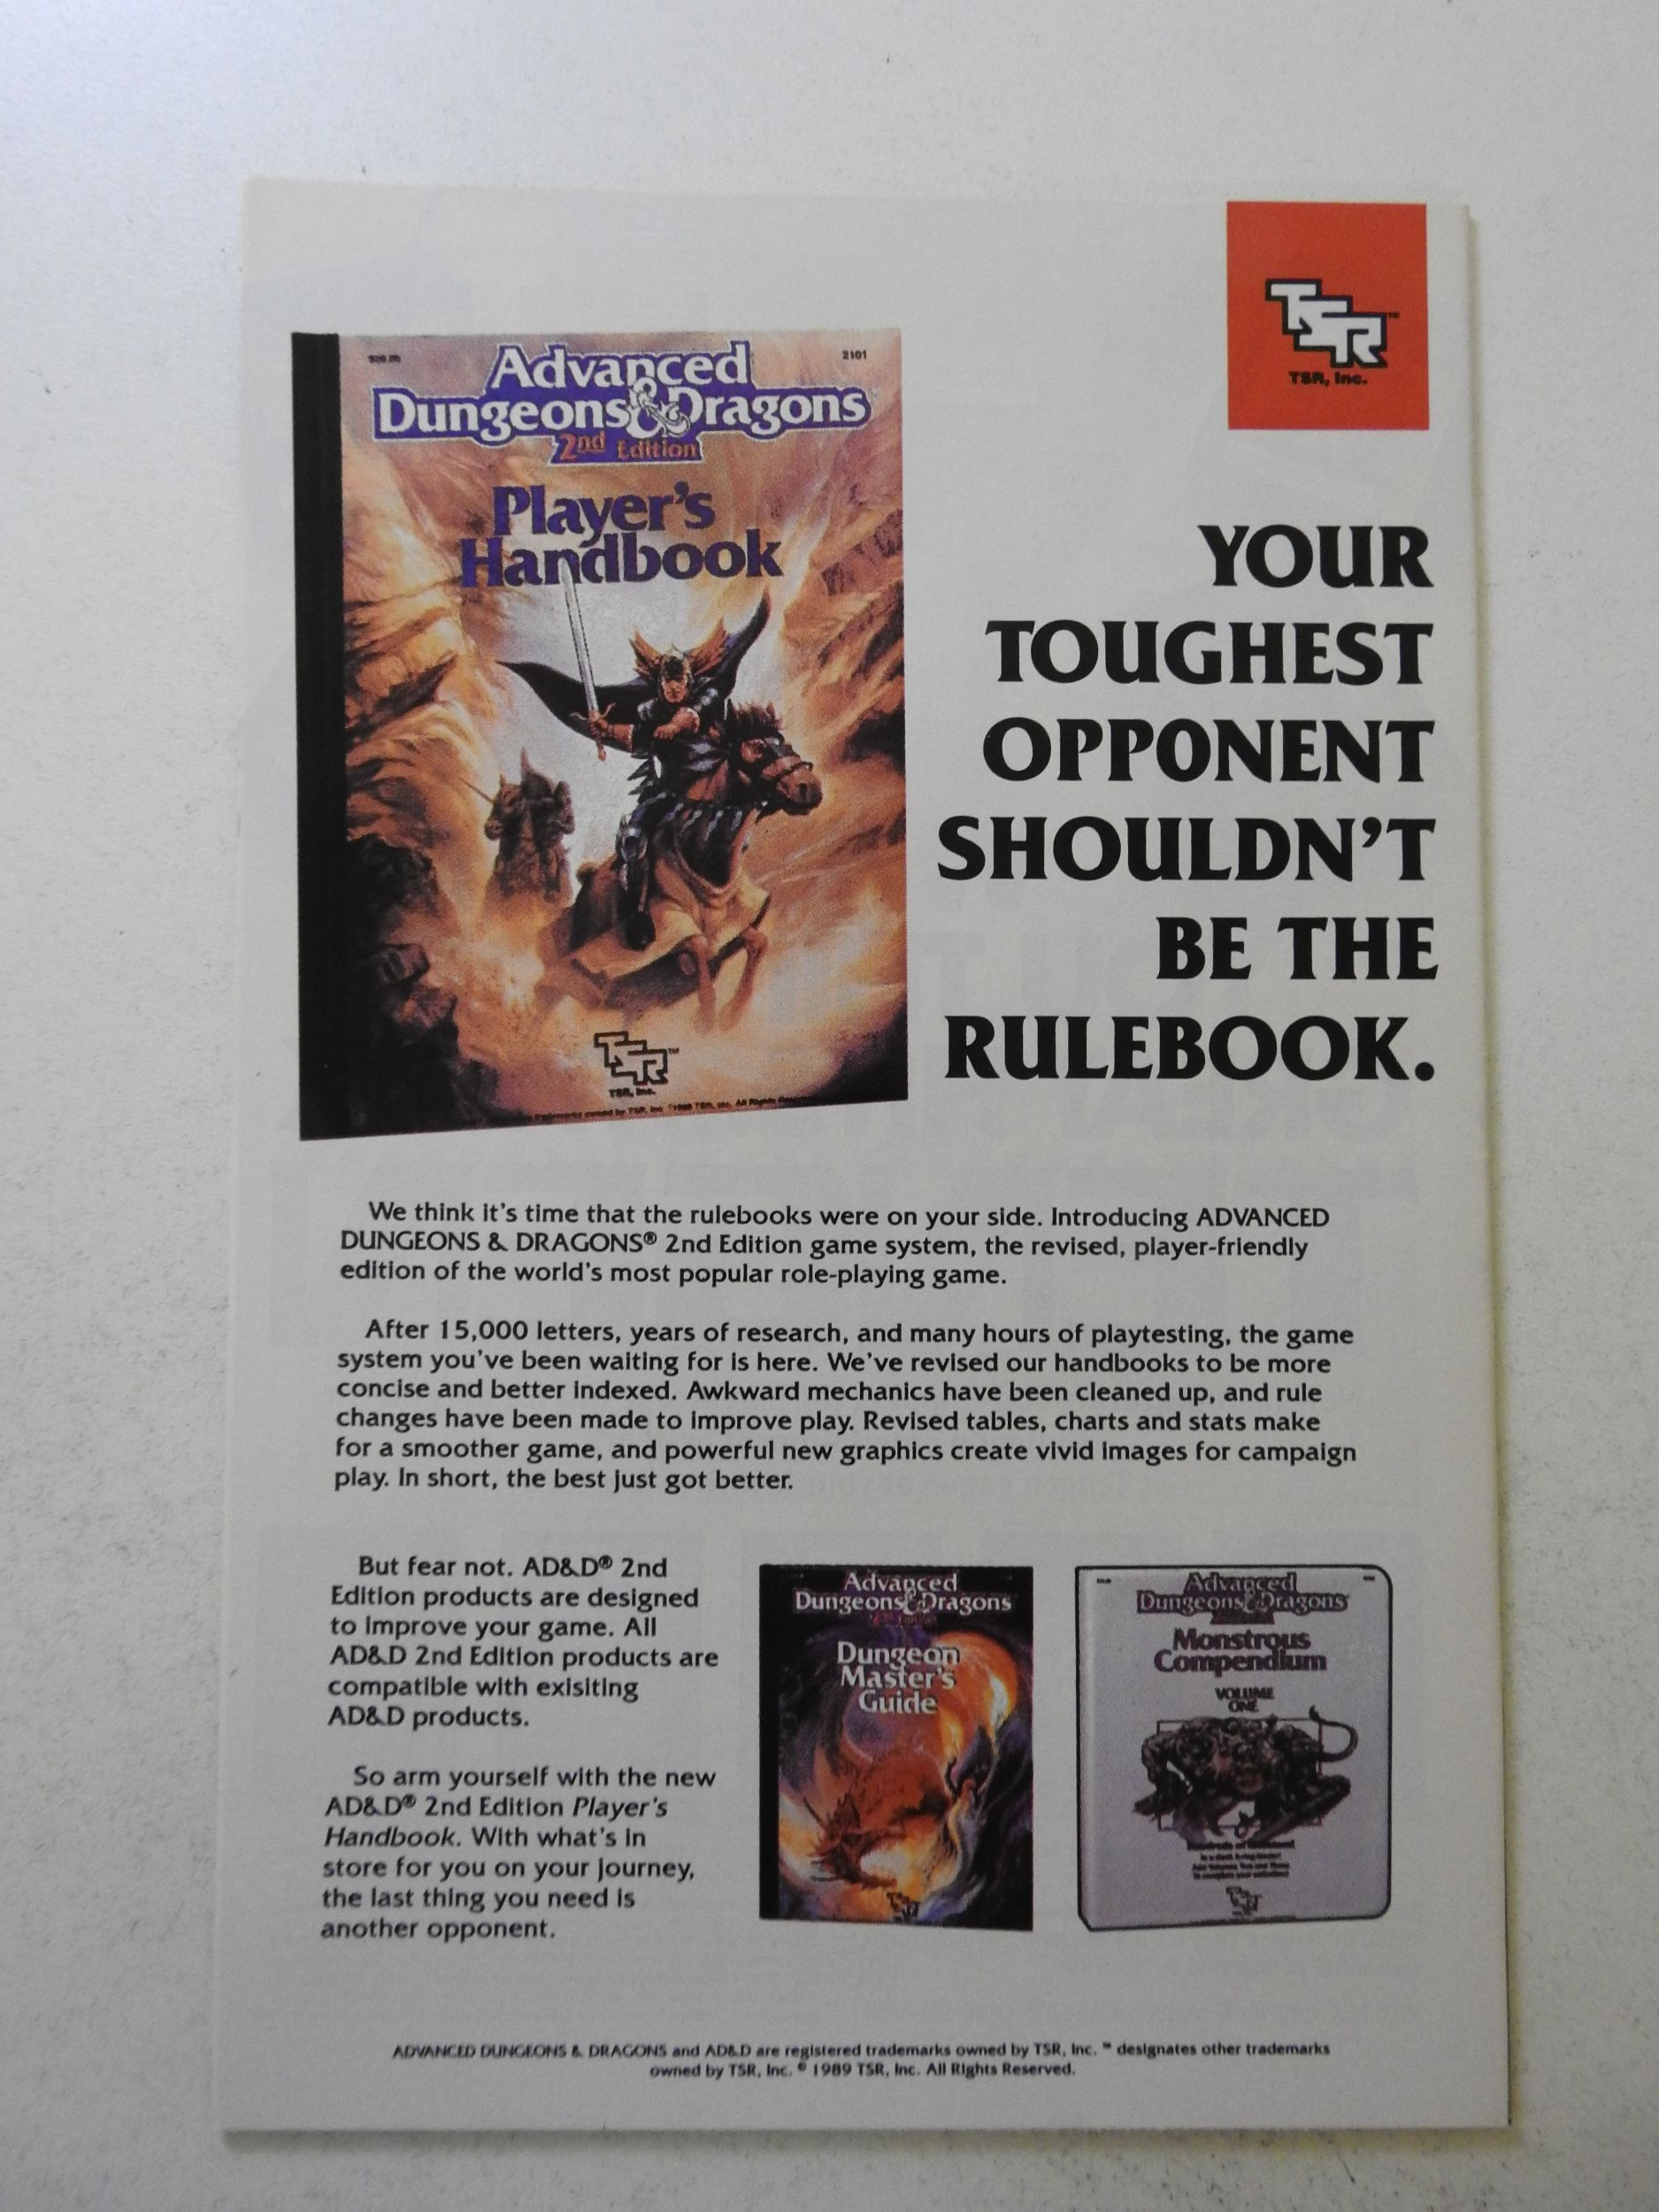 TSR™
TSR, Inc.
$20.00
2101
Advanced
Dungeons & Dragons
2nd Edition
Player's
Handbook
TSR™
TSR, Inc.
YOUR
TOUGHEST
OPPONENT
SHOULDN'T
BE THE
RULEBOOK.
We think it's time that the rulebooks were on your side. Introducing ADVANCED
DUNGEONS & DRAGONS® 2nd Edition game system, the revised, player-friendly
edition of the world's most popular role-playing game.
After 15,000 letters, years of research, and many hours of playtesting, the game
system you've been waiting for is here. We've revised our handbooks to be more
concise and better indexed. Awkward mechanics have been cleaned up, and rule
changes have been made to improve play. Revised tables, charts and stats make
for a smoother game, and powerful new graphics create vivid images for campaign
play. In short, the best just got better.
But fear not. AD&D® 2nd
Edition products are designed
to improve your game. All
AD&D 2nd Edition products are
compatible with exisiting
AD&D products.
So arm yourself with the new
AD&D® 2nd Edition Player's
Handbook. With what's in
store for you on your journey,
the last thing you need is
another opponent.
Advanced
Dungeons & Dragons
Dungeon
Master's
Guide
TSR
Advanced
Dungeons & Dragons
Monstrous
Compendium
VOLUME
ONE
TSR
ADVANCED DUNGEONS & DRAGONS and AD&D are registered trademarks owned by TSR, Inc. ™ designates other trademarks
owned by TSR, Inc. © 1989 TSR, Inc. All Rights Reserved.